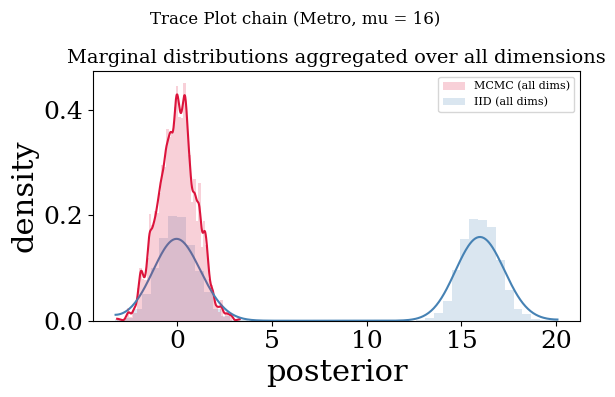 Trace Plot chain (Metro, mu = 16)
Marginal distributions aggregated over all dimensions
MCMC (all dims)
IID (all dims)
density
0.4
0.2
0.0
0 5 10 15 20
posterior